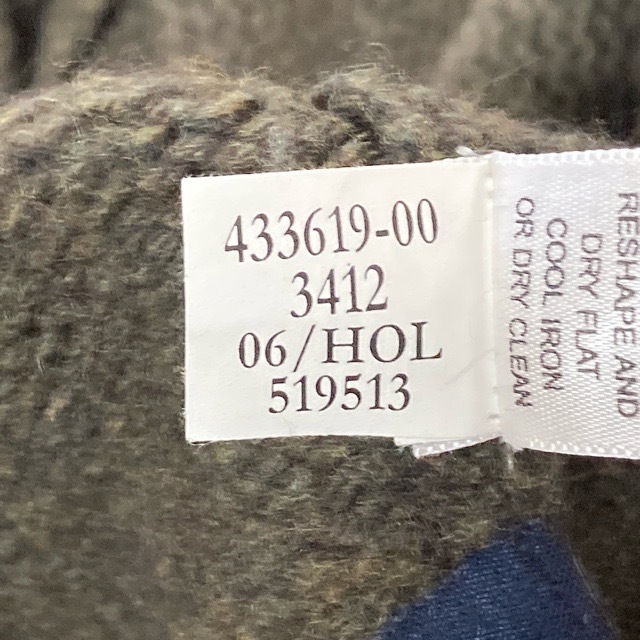 433619-00
3412
06/HOL
519513
RESHAPE AND
DRY FLAT
COOL IRON
OR DRY CLEAN